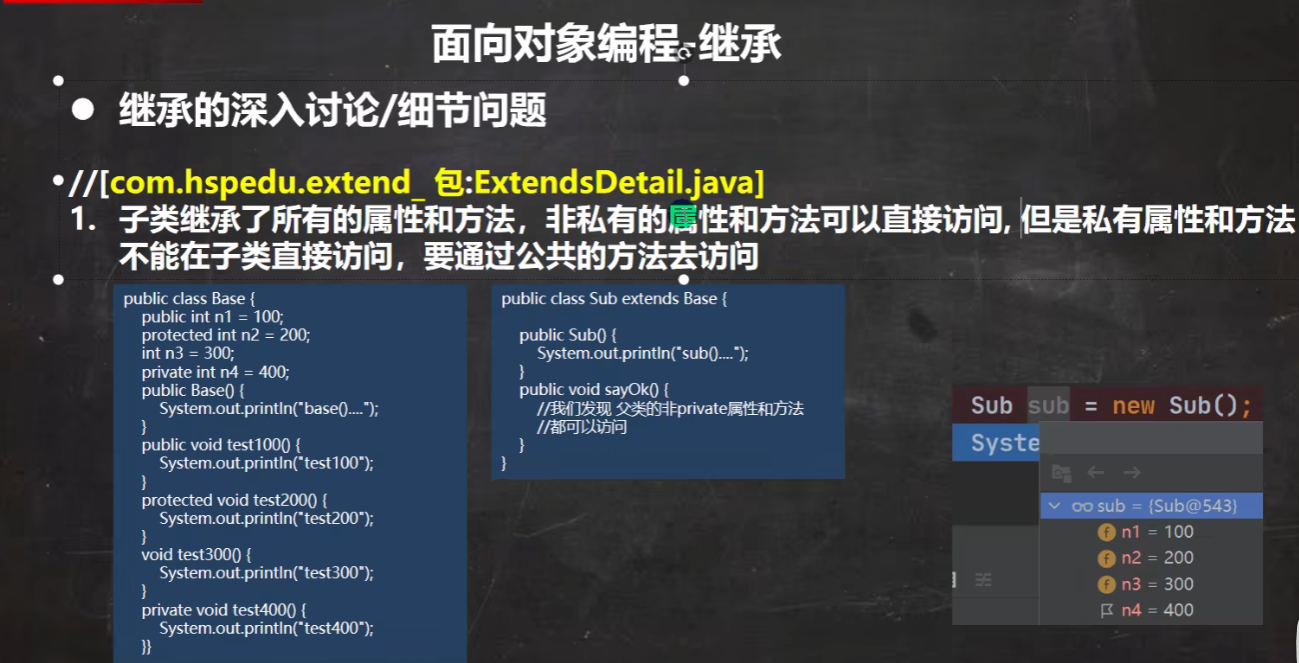 面向对象编程-继承
● 继承的深入讨论/细节问题
//[com.hspedu.extend_ 包:ExtendsDetail.java]
1. 子类继承了所有的属性和方法，非私有的属性和方法可以直接访问, 但是私有属性和方法
不能在子类直接访问，要通过公共的方法去访问
public class Base {
public int n1 = 100;
protected int n2 = 200;
int n3 = 300;
private int n4 = 400;
public Base() {
System.out.println("base()....");
}
public void test100() {
System.out.println("test100");
}
protected void test200() {
System.out.println("test200");
}
void test300() {
System.out.println("test300");
}
private void test400() {
System.out.println("test400");
}}
public class Sub extends Base {
public Sub() {
System.out.println("sub()....");
}
public void sayOk() {
//我们发现 父类的非private属性和方法
//都可以访问
}
}
Sub sub = new Sub();
Syste
sub = {Sub@543}
n1 = 100
n2 = 200
n3 = 300
n4 = 400